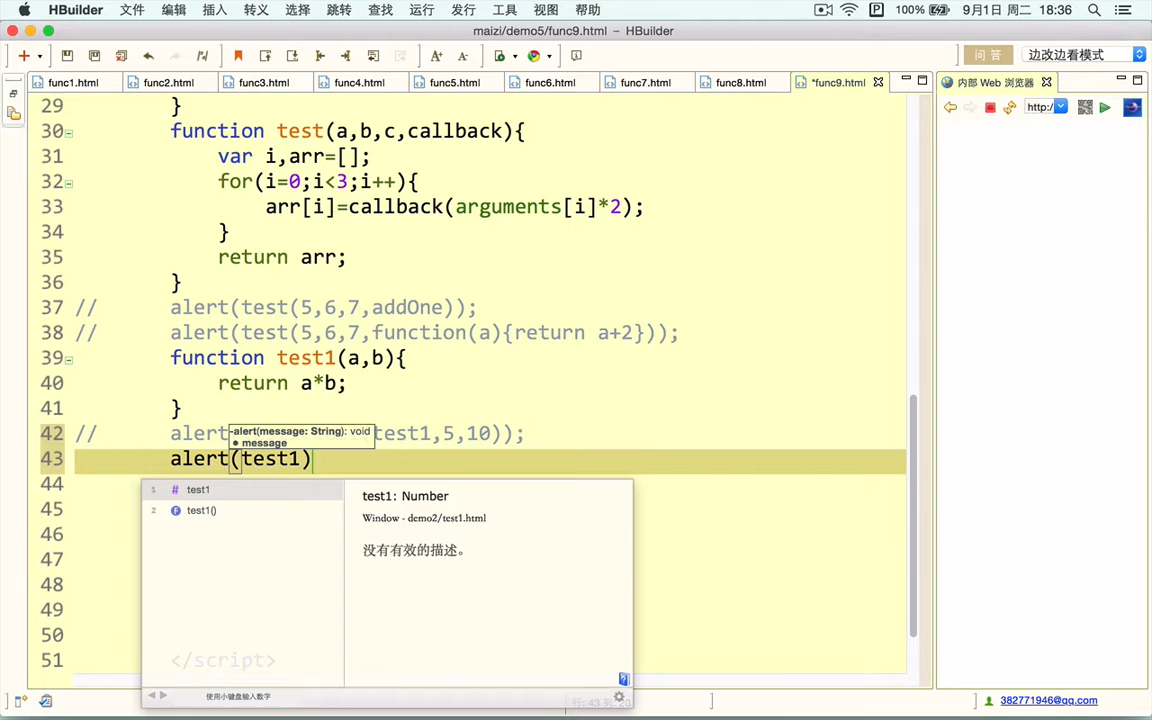 HBuilder 文件 编辑 插入 转义 选择 跳转 查找 运行 发行 工具 视图 帮助 100% 9月1日 周二 18:36
maizi/demo5/func9.html – HBuilder
问 答 边改边看模式
func1.html func2.html func3.html func4.html func5.html func6.html func7.html func8.html *func9.html 内部 Web 浏览器
http:/
29 }
30 function test(a,b,c,callback){
31 var i,arr=[];
32 for(i=0;i<3;i++){
33 arr[i]=callback(arguments[i]*2);
34 }
35 return arr;
36 }
37 // alert(test(5,6,7,addOne));
38 // alert(test(5,6,7,function(a){return a+2}));
39 function test1(a,b){
40 return a*b;
41 }
-alert(message: String): void
● message
42 // alert test1,5,10));
43 alert(test1)
44
45
46
47
48
49
50
51 </script>
1 # test1
2 F test1()
test1: Number
Window - demo2/test1.html
没有有效的描述。
使用小键盘输入数字
382771946@qq.com